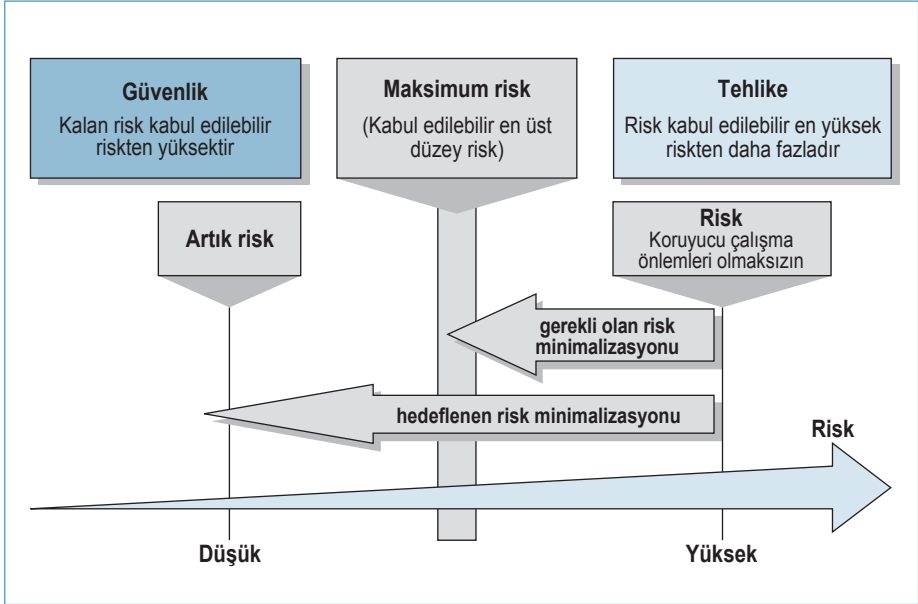 Güvenlik
Kalan risk kabul edilebilir
riskten yüksektir
Maksimum risk
(Kabul edilebilir en üst
düzey risk)
Tehlike
Risk kabul edilebilir en yüksek
riskten daha fazladır
Artık risk
Risk
Koruyucu çalışma
önlemleri olmaksızın
gerekli olan risk
minimalizasyonu
hedeflenen risk minimalizasyonu
Risk
Düşük
Yüksek